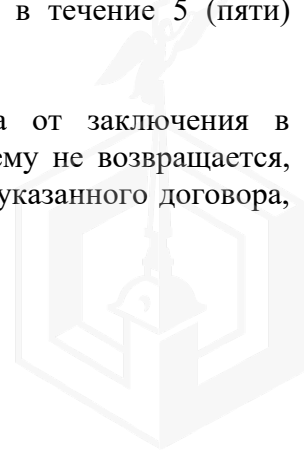 в течение 5 (пяти)
а от заключения в
ему не возвращается,
указанного договора,